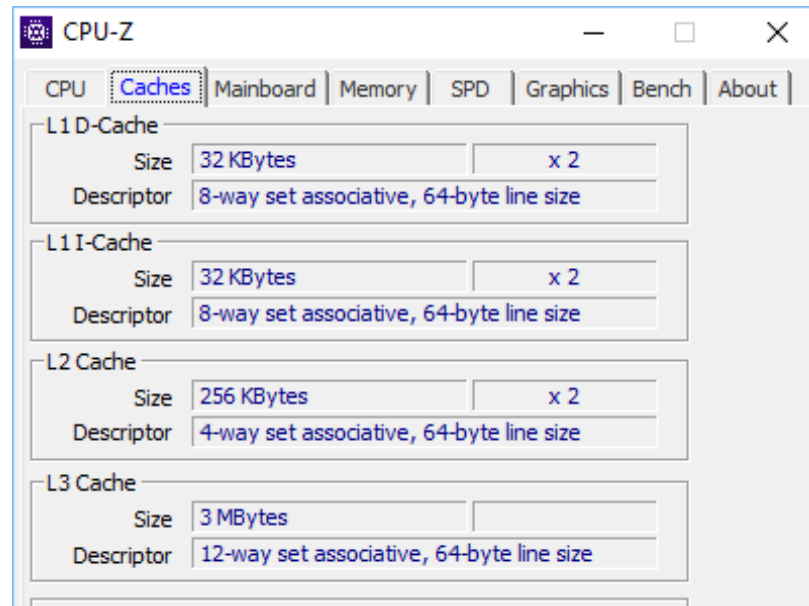 CPU-Z
CPU Caches Mainboard Memory SPD Graphics Bench About
L1 D-Cache
Size 32 KBytes x 2
Descriptor 8-way set associative, 64-byte line size
L1 I-Cache
Size 32 KBytes x 2
Descriptor 8-way set associative, 64-byte line size
L2 Cache
Size 256 KBytes x 2
Descriptor 4-way set associative, 64-byte line size
L3 Cache
Size 3 MBytes
Descriptor 12-way set associative, 64-byte line size